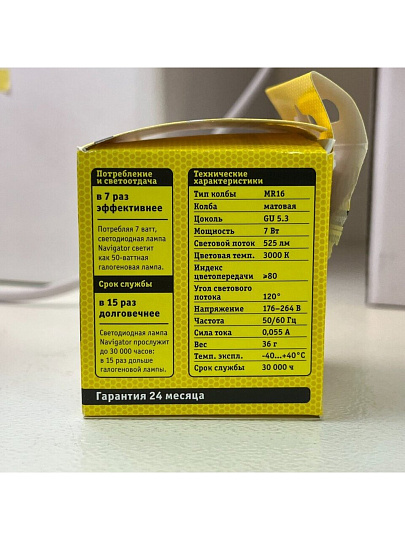 Потребление
и светоотдача
в 7 раз
эффективнее
Потребляя 7 ватт,
светодиодная лампа
Navigator светит
как 50-ваттная
галогеновая лампа.
Срок службы
в 15 раз
долговечнее
Светодиодная лампа
Navigator прослужит
до 30 000 часов:
в 15 раз дольше
галогеновой лампы.
Технические
характеристики
Тип колбы MR16
Колба матовая
Цоколь GU 5.3
Мощность 7 Вт
Световой поток 525 лм
Цветовая темп. 3000 К
Индекс
цветопередачи ≥80
Угол светового
потока 120°
Напряжение 176–264 В
Частота 50/60 Гц
Сила тока 0,055 А
Вес 36 г
Темп. экспл. -40...+40°C
Срок службы 30 000 ч
Гарантия 24 месяца